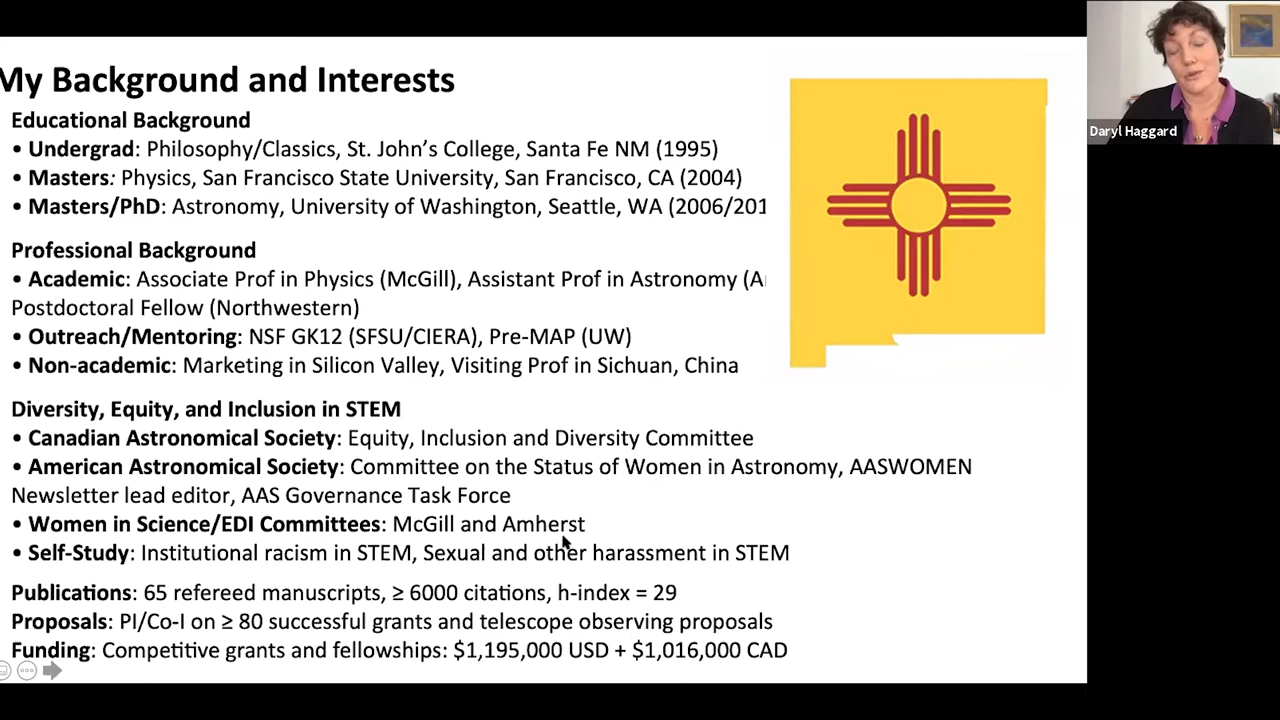 My Background and Interests
Educational Background
• Undergrad: Philosophy/Classics, St. John's College, Santa Fe NM (1995)
• Masters: Physics, San Francisco State University, San Francisco, CA (2004)
• Masters/PhD: Astronomy, University of Washington, Seattle, WA (2006/201
Professional Background
• Academic: Associate Prof in Physics (McGill), Assistant Prof in Astronomy (A
Postdoctoral Fellow (Northwestern)
• Outreach/Mentoring: NSF GK12 (SFSU/CIERA), Pre-MAP (UW)
• Non-academic: Marketing in Silicon Valley, Visiting Prof in Sichuan, China
Diversity, Equity, and Inclusion in STEM
• Canadian Astronomical Society: Equity, Inclusion and Diversity Committee
• American Astronomical Society: Committee on the Status of Women in Astronomy, AASWOMEN
Newsletter lead editor, AAS Governance Task Force
• Women in Science/EDI Committees: McGill and Amherst
• Self-Study: Institutional racism in STEM, Sexual and other harassment in STEM
Publications: 65 refereed manuscripts, ≥ 6000 citations, h-index = 29
Proposals: PI/Co-I on ≥ 80 successful grants and telescope observing proposals
Funding: Competitive grants and fellowships: $1,195,000 USD + $1,016,000 CAD
Daryl Haggard